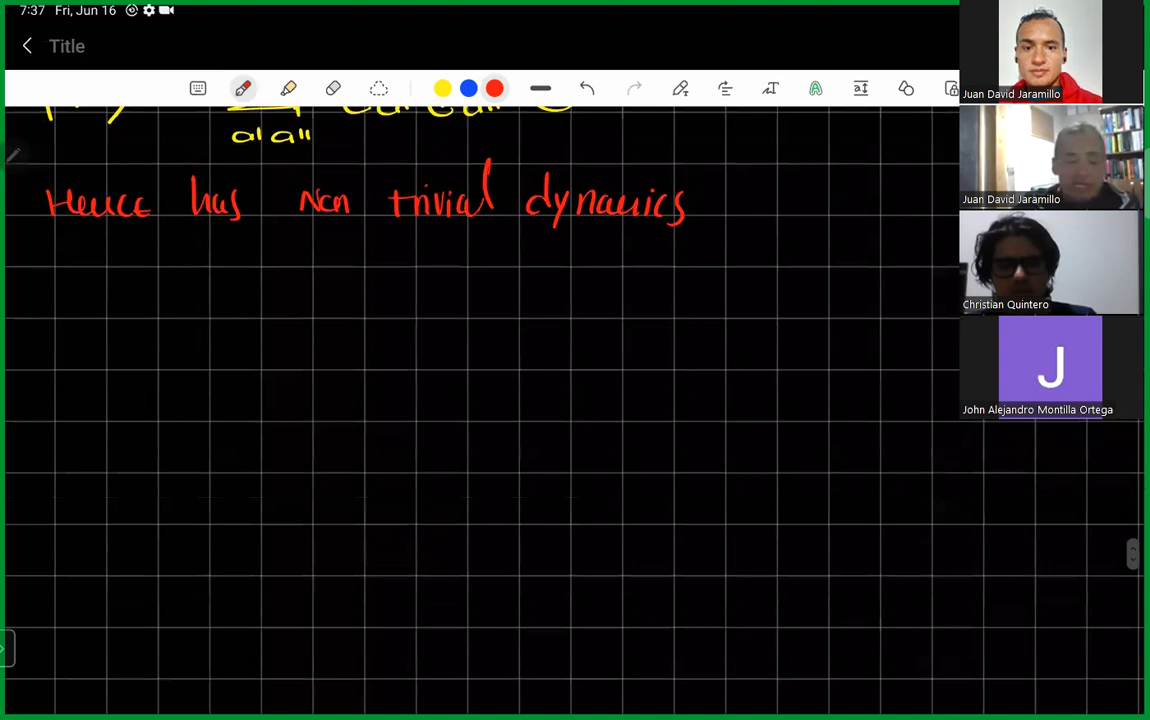 7:37 Fri, Jun 16
Title
a' a"
Hence has Non trivial dynamics
Juan David Jaramillo
Juan David Jaramillo
Christian Quintero
J
John Alejandro Montilla Ortega